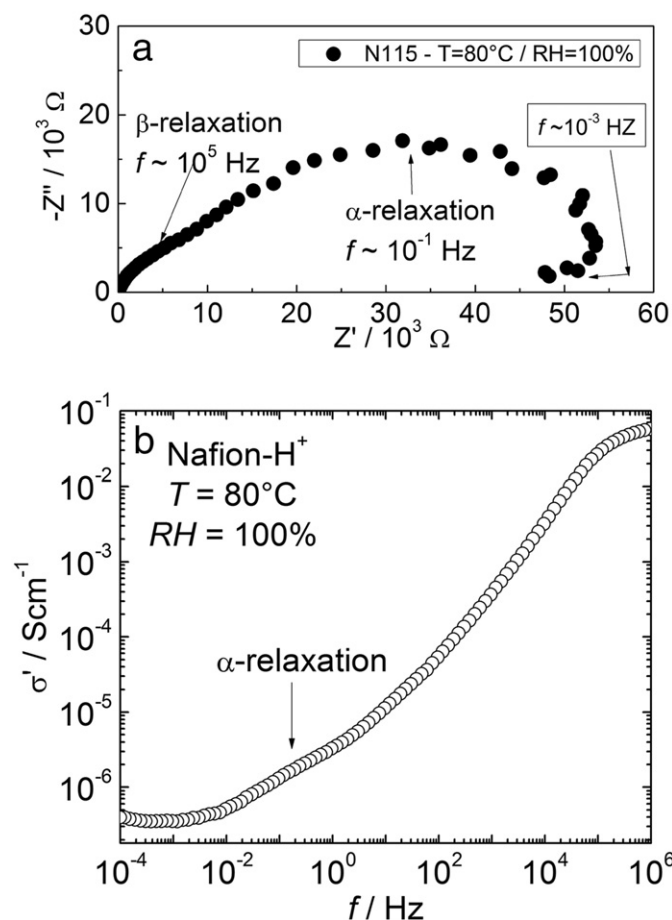 a
● N115 - T=80°C / RH=100%
30
20
10
0
-Z'' / 10³ Ω
β-relaxation
f ~ 10⁵ Hz
f ~10⁻³ HZ
α-relaxation
f ~ 10⁻¹ Hz
0 10 20 30 40 50 60
Z' / 10³ Ω
b
Nafion-H⁺
T = 80°C
RH = 100%
α-relaxation
10⁻¹
10⁻²
10⁻³
10⁻⁴
10⁻⁵
10⁻⁶
σ' / Scm⁻¹
10⁻⁴ 10⁻² 10⁰ 10² 10⁴ 10⁶
f / Hz